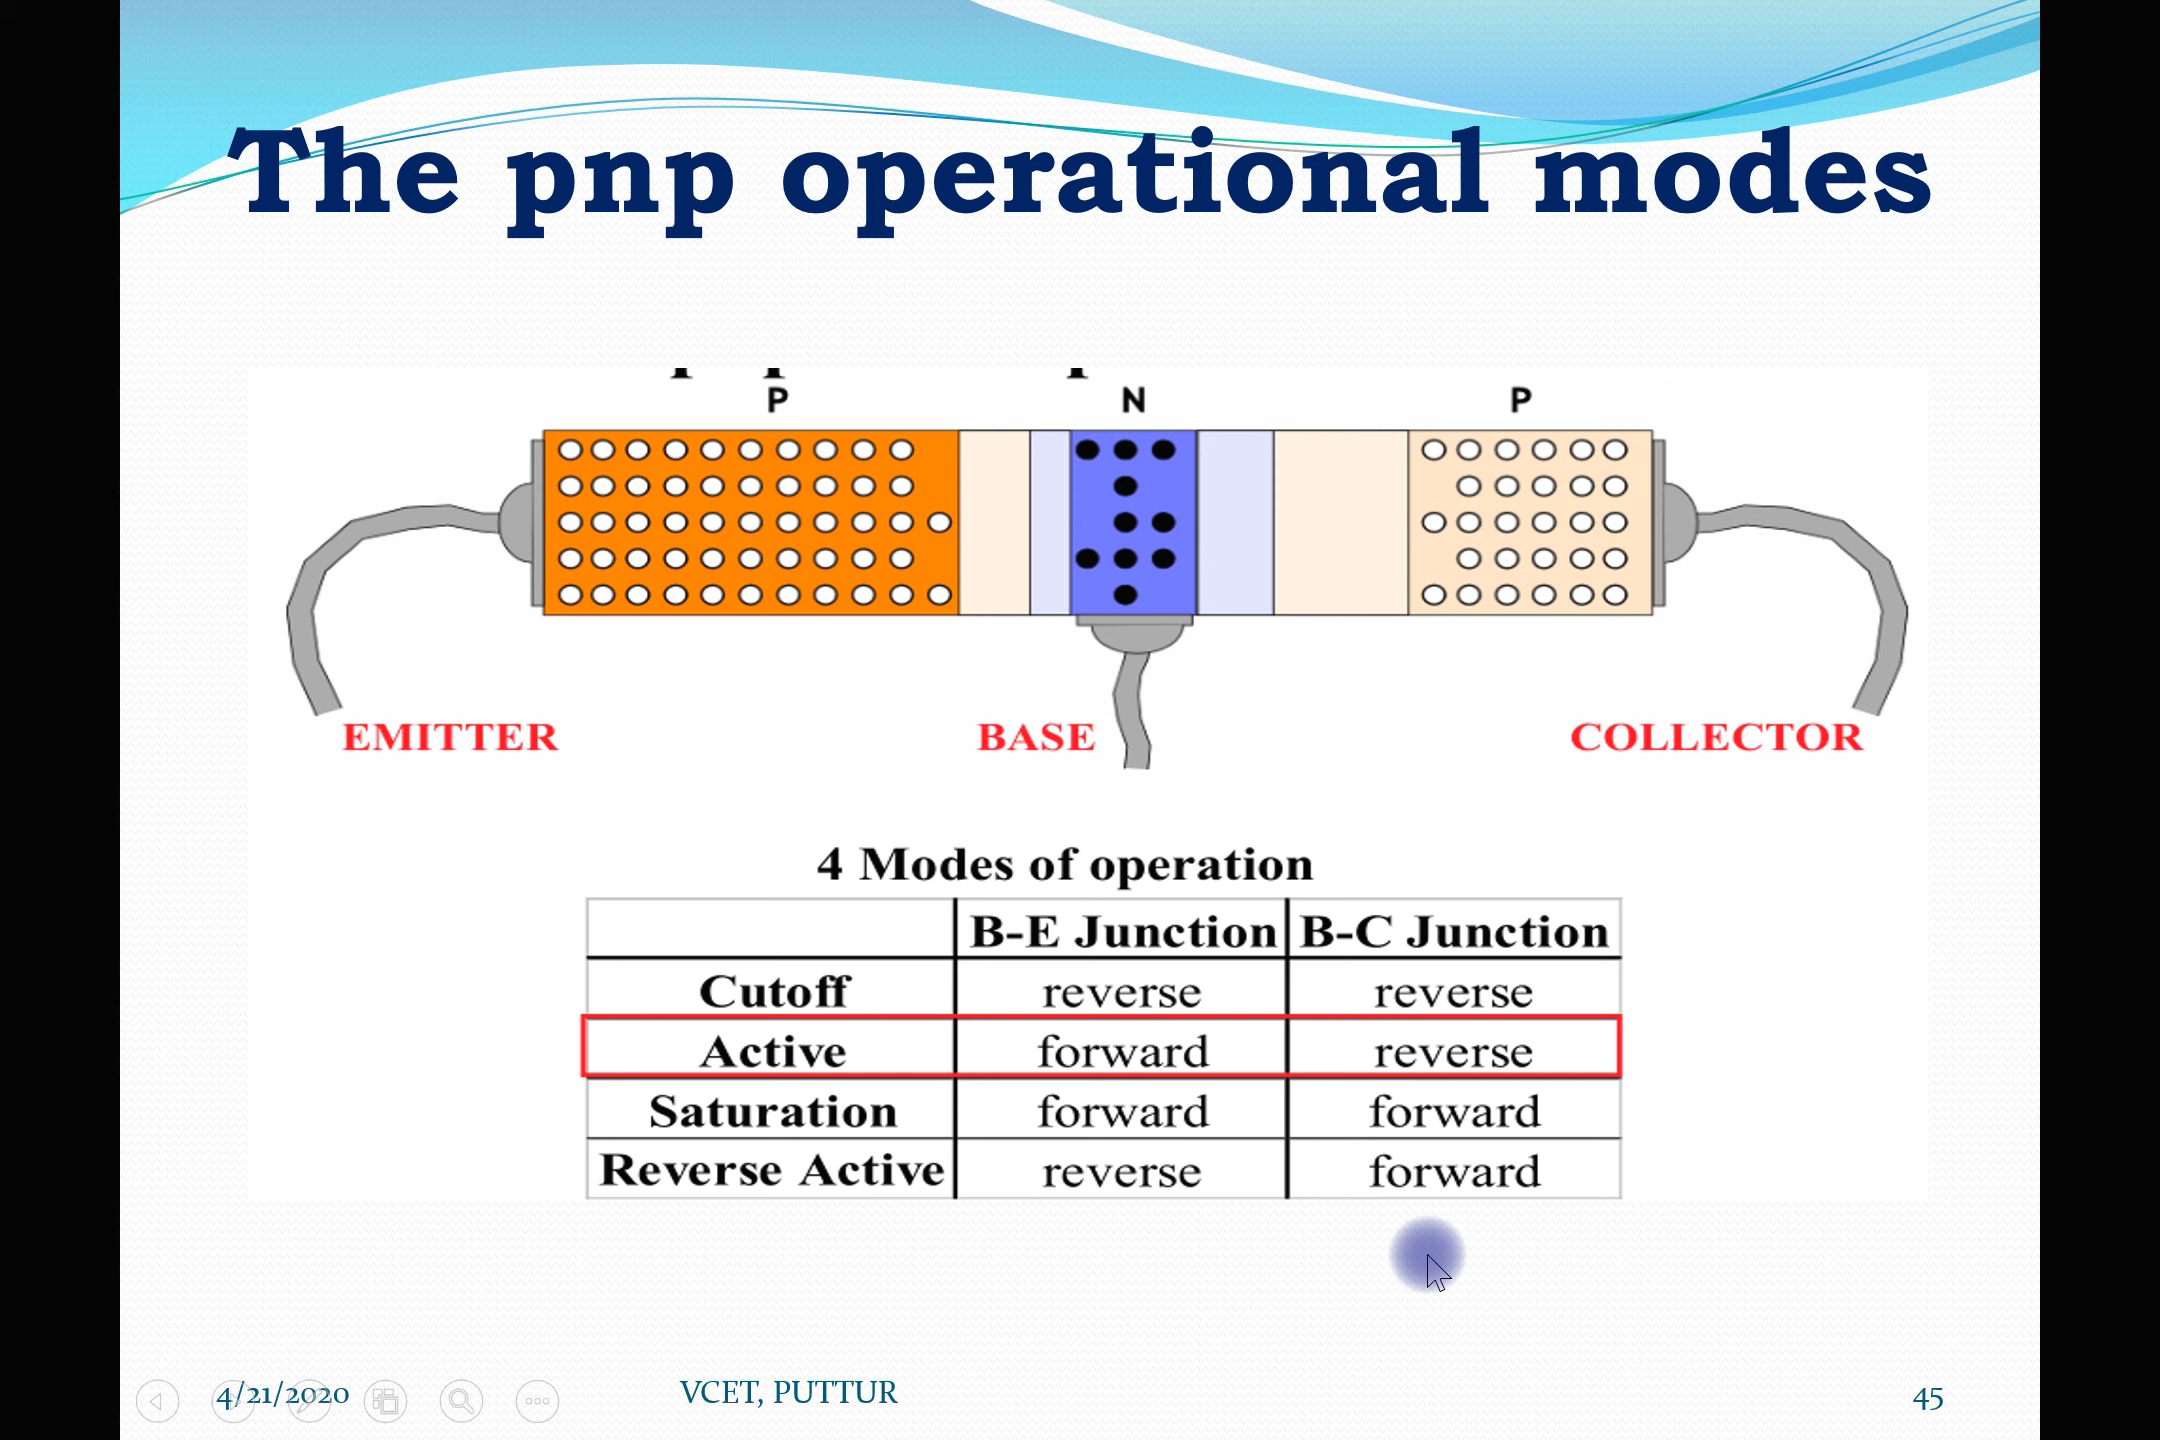 The pnp operational modes
P N P
EMITTER BASE COLLECTOR
4 Modes of operation
B-E Junction B-C Junction
Cutoff reverse reverse
Active forward reverse
Saturation forward forward
Reverse Active reverse forward
4/21/2020 VCET, PUTTUR 45